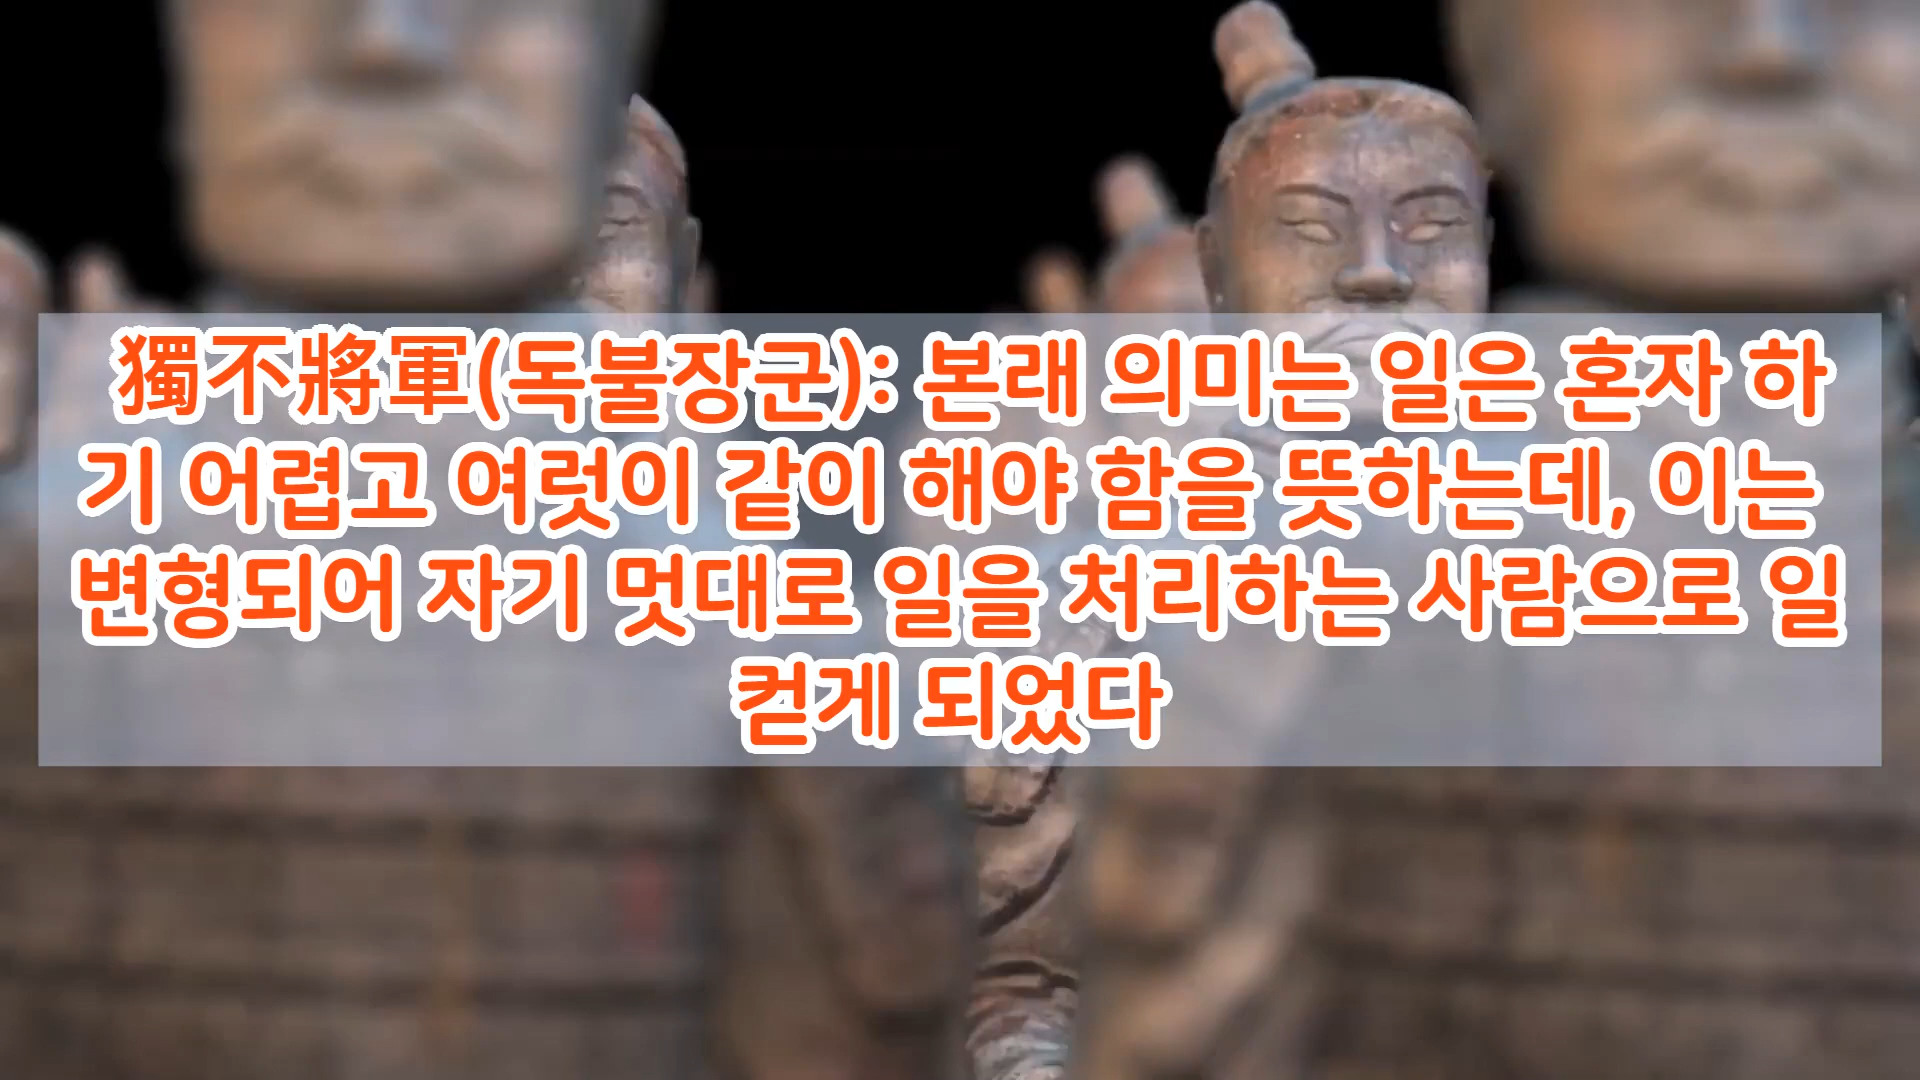 獨不將軍(독불장군): 본래 의미는 일은 혼자 하
기 어렵고 여럿이 같이 해야 함을 뜻하는데, 이는
변형되어 자기 멋대로 일을 처리하는 사람으로 일
컫게 되었다